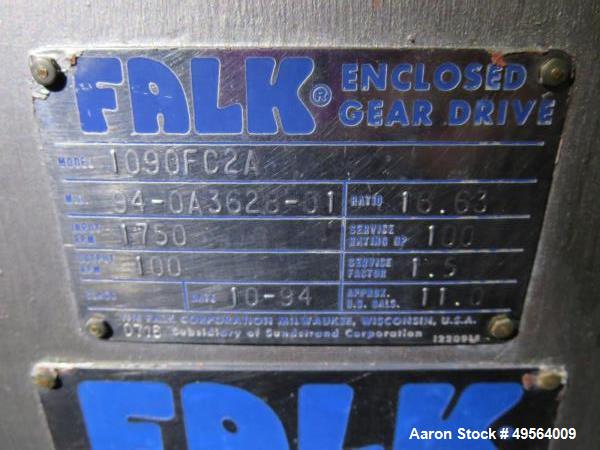 FALK® ENCLOSED
GEAR DRIVE
MODEL 1090FC2A
M.O. 94-0A3628-01 RATIO 18.63
INPUT RPM 1750 SERVICE RATING HP 100
OUTPUT RPM 100 SERVICE FACTOR 1.5
CLASS DATE 10-94 APPROX. U.S. GALS. 11.0
THE FALK CORPORATION MILWAUKEE, WISCONSIN, U.S.A.
Subsidiary of Sundstrand Corporation
FALK
Aaron Stock # 49564009